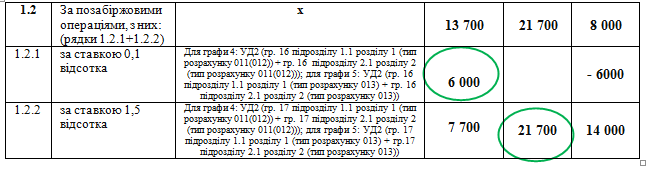 1.2 За позабіржовими операціями, з них: (рядки 1.2.1+1.2.2) х 13 700 21 700 8 000
1.2.1 за ставкою 0,1 відсотка Для графи 4: УД2 (гр. 16 підрозділу 1.1 розділу 1 (тип розрахунку 011(012)) + гр. 16 підрозділу 2.1 розділу 2 (тип розрахунку 011(012))); для графи 5: УД2 (гр. 16 підрозділу 1.1 розділу 1 (тип розрахунку 013) + гр. 16 підрозділу 2.1 розділу 2 (тип розрахунку 013)) 6 000 - 6000
1.2.2 за ставкою 1,5 відсотка Для графи 4: УД2 (гр. 17 підрозділу 1.1 розділу 1 (тип розрахунку 011(012)) + гр. 17 підрозділу 2.1 розділу 2 (тип розрахунку 011(012))); для графи 5: УД2 (гр. 17 підрозділу 1.1 розділу 1 (тип розрахунку 013) + гр.17 підрозділу 2.1 розділу 2 (тип розрахунку 013)) 7 700 21 700 14 000